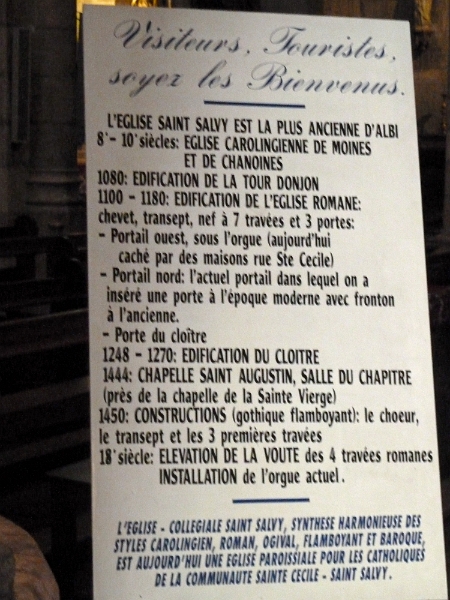 Visiteurs, Touristes,
soyez les Bienvenus.
L'EGLISE SAINT SALVY EST LA PLUS ANCIENNE D'ALBI
8°- 10°siècles: EGLISE CAROLINGIENNE DE MOINES
ET DE CHANOINES
1080: EDIFICATION DE LA TOUR DONJON
1100 - 1180: EDIFICATION DE L'EGLISE ROMANE:
chevet, transept, nef à 7 travées et 3 portes:
- Portail ouest, sous l'orgue (aujourd'hui
caché par des maisons rue Ste Cecile)
- Portail nord: l'actuel portail dans lequel on a
inséré une porte à l'époque moderne avec fronton
à l'ancienne.
- Porte du cloître
1248 - 1270: EDIFICATION DU CLOITRE
1444: CHAPELLE SAINT AUGUSTIN, SALLE DU CHAPITRE
(près de la chapelle de la Sainte Vierge)
1450: CONSTRUCTIONS (gothique flamboyant): le choeur,
le transept et les 3 premières travées
18°siècle: ELEVATION DE LA VOUTE des 4 travées romanes
INSTALLATION de l'orgue actuel.
L'EGLISE - COLLEGIALE SAINT SALVY, SYNTHESE HARMONIEUSE DES
STYLES CAROLINGIEN, ROMAN, OGIVAL, FLAMBOYANT ET BAROQUE,
EST AUJOURD'HUI UNE EGLISE PAROISSIALE POUR LES CATHOLIQUES
DE LA COMMUNAUTE SAINTE CECILE - SAINT SALVY.